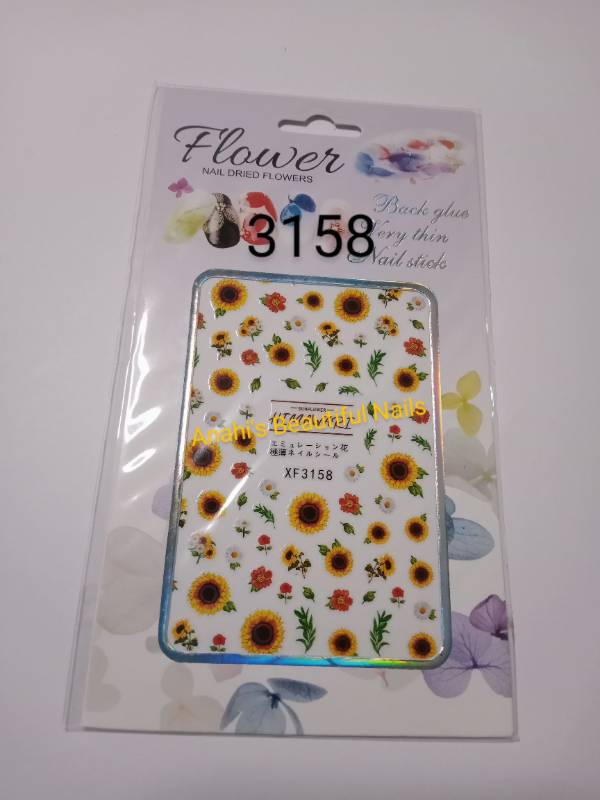 Flower
NAIL DRIED FLOWERS
Back glue
Very thin
Nail stick
3158
Anahi's Beautiful Nails
エミュレーション花
極薄ネイルシール
XF3158